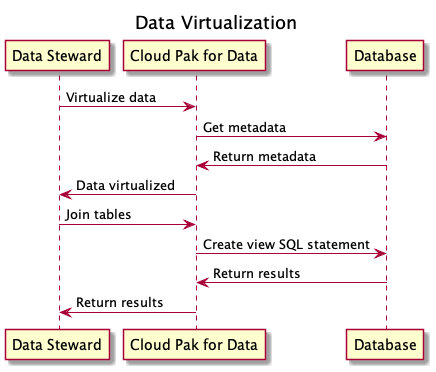 Data Virtualization
Data Steward Cloud Pak for Data Database
Virtualize data
Get metadata
Return metadata
Data virtualized
Join tables
Create view SQL statement
Return results
Return results
Data Steward Cloud Pak for Data Database